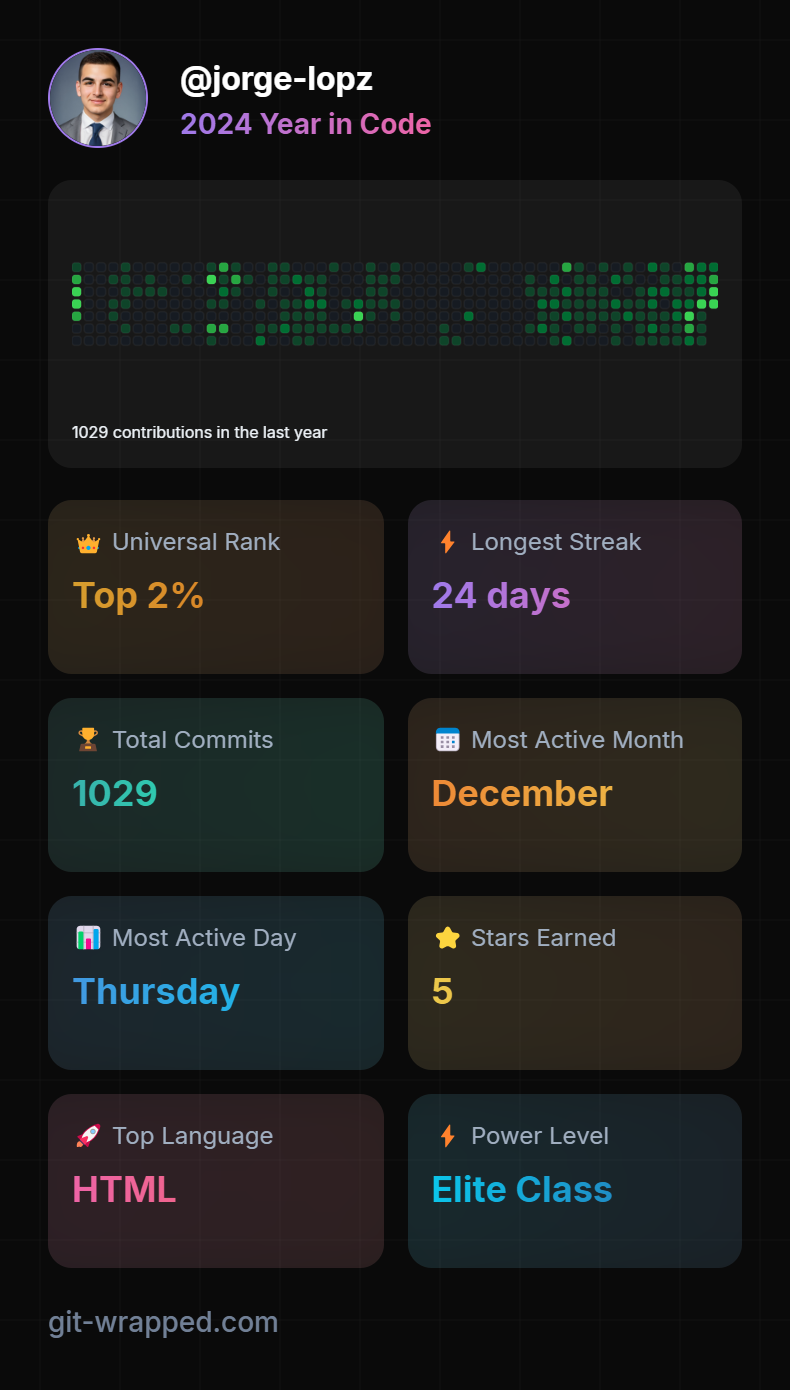 @jorge-lopz
2024 Year in Code
1029 contributions in the last year
Universal Rank
Top 2%
Longest Streak
24 days
Total Commits
1029
Most Active Month
December
Most Active Day
Thursday
Stars Earned
5
Top Language
HTML
Power Level
Elite Class
git-wrapped.com